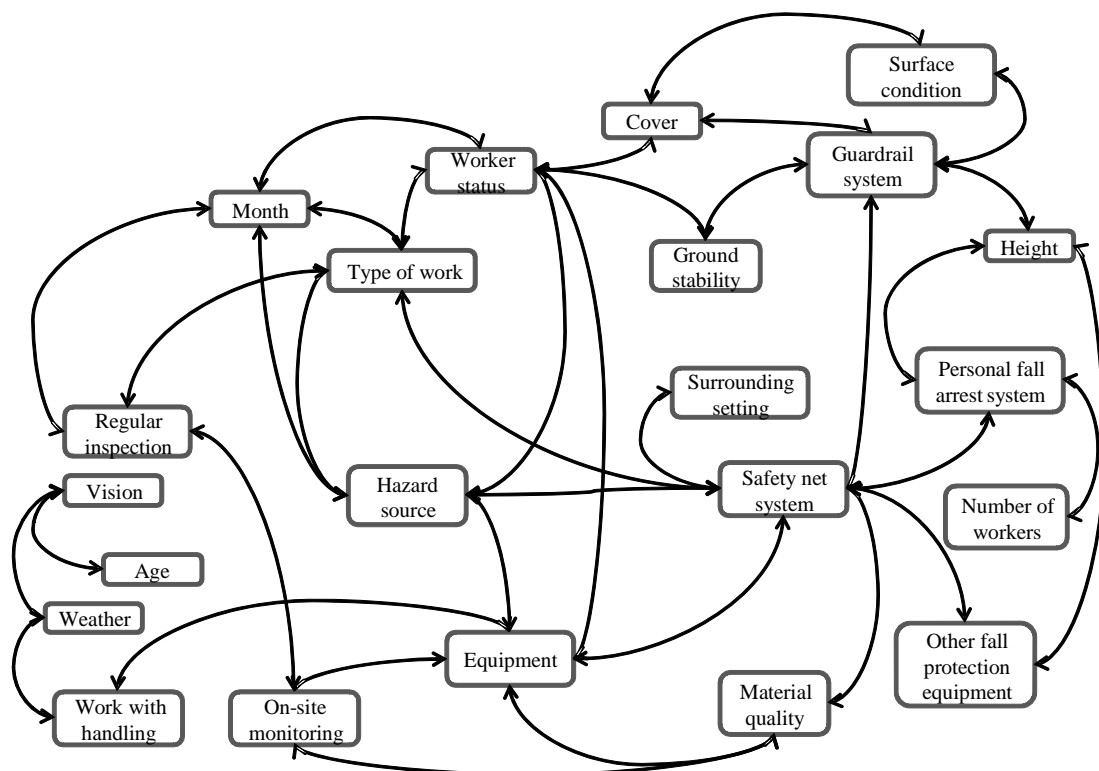 Surface
condition
Cover
Worker
status
Guardrail
system
Month
Ground
stability
Height
Type of work
Surrounding
setting
Personal fall
arrest system
Regular
inspection
Vision
Hazard
source
Safety net
system
Number of
workers
Age
Weather
Equipment
Other fall
protection
equipment
Work with
handling
On-site
monitoring
Material
quality